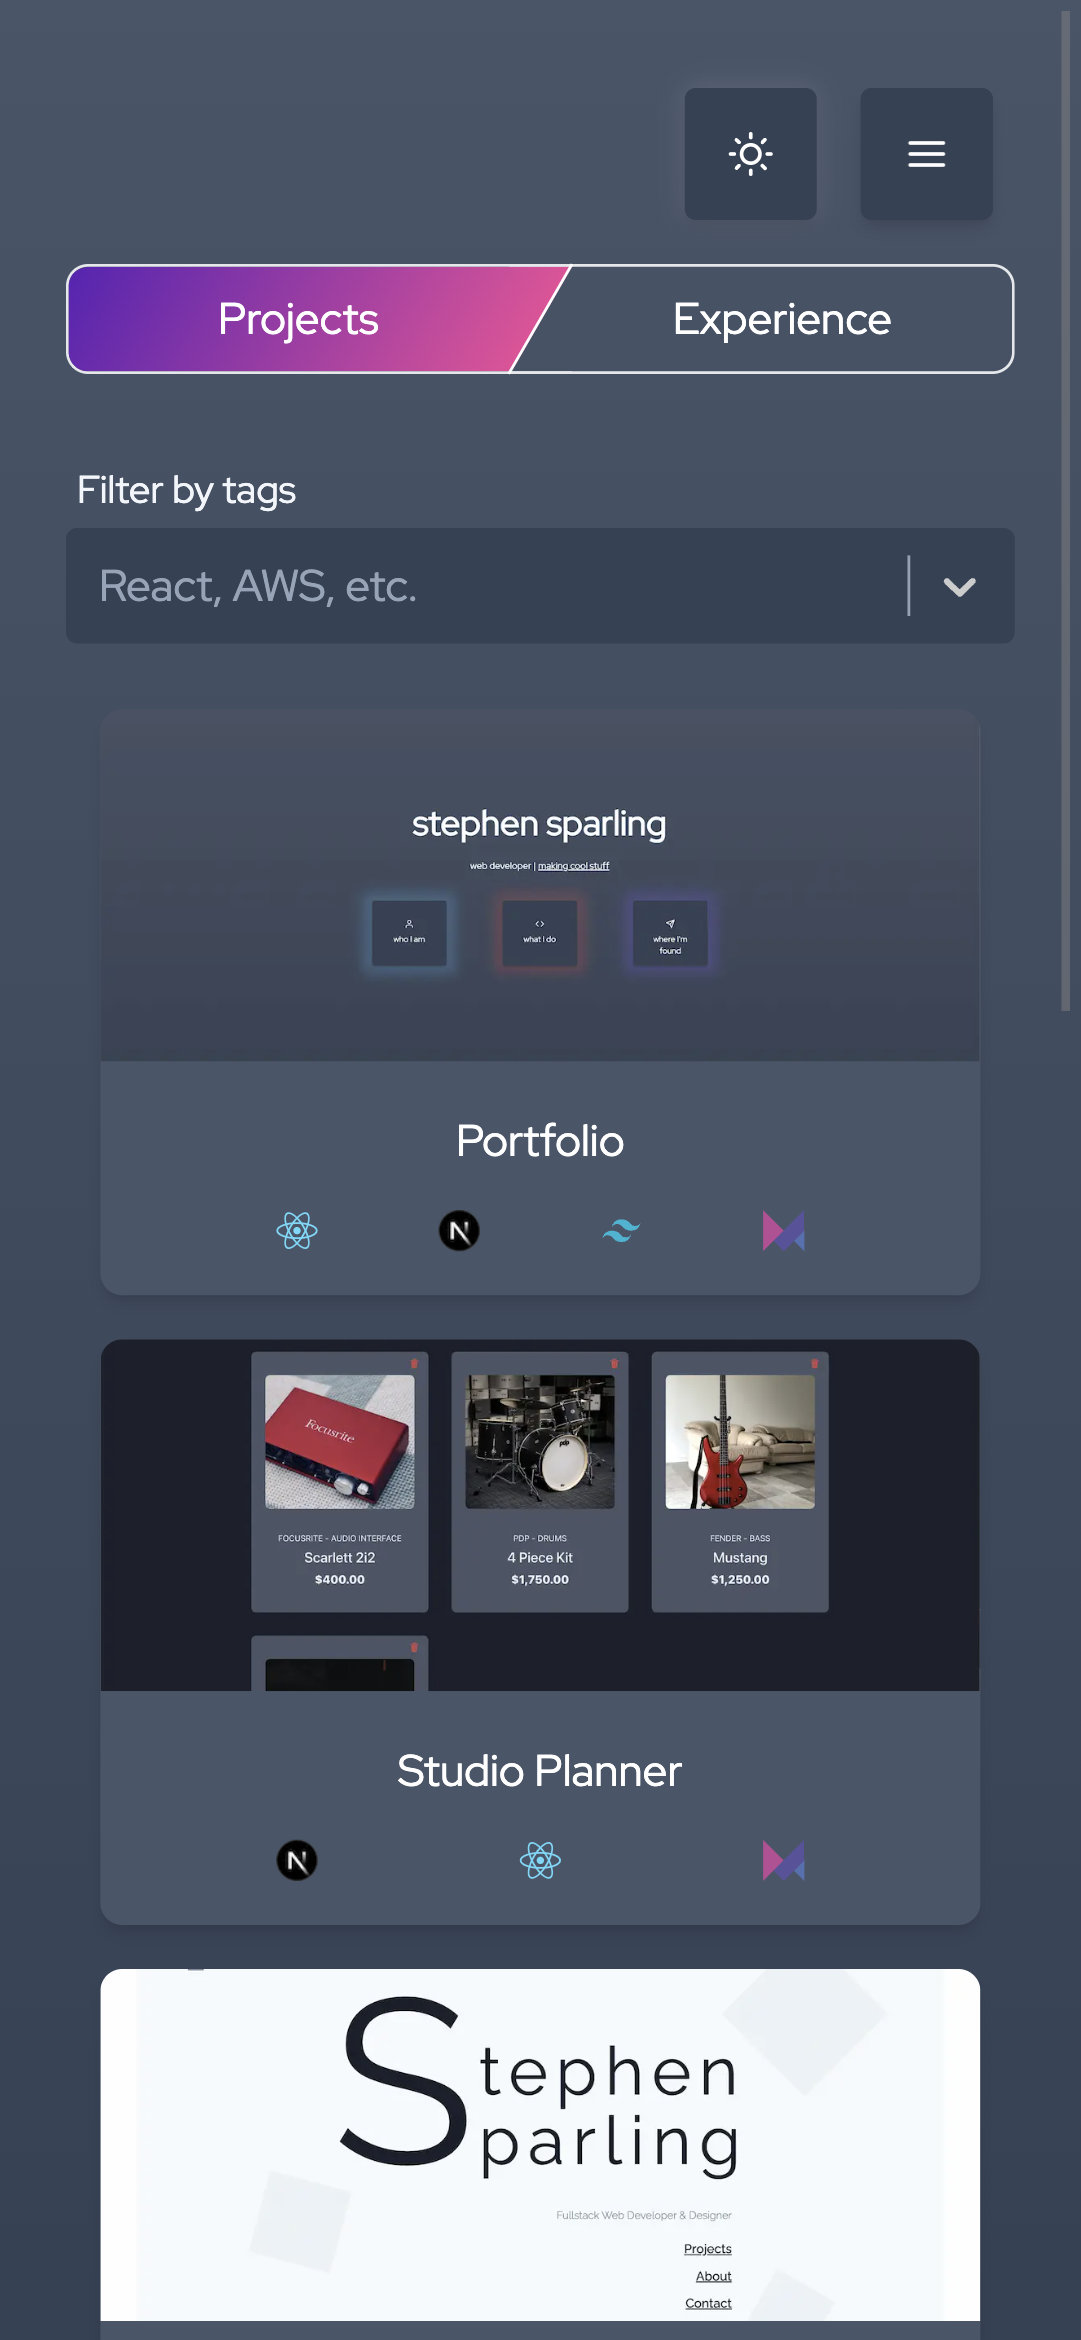 Projects
Experience
Filter by tags
React, AWS, etc.
stephen sparling
web developer | making cool stuff
who I am
what I do
where I'm
found
Portfolio
N
Focusrite
pdp
FOCUSRITE - AUDIO INTERFACE
Scarlett 2i2
$400.00
PDP - DRUMS
4 Piece Kit
$1,750.00
FENDER - BASS
Mustang
$1,250.00
Studio Planner
N
Stephen
Sparling
Fullstack Web Developer & Designer
Projects
About
Contact